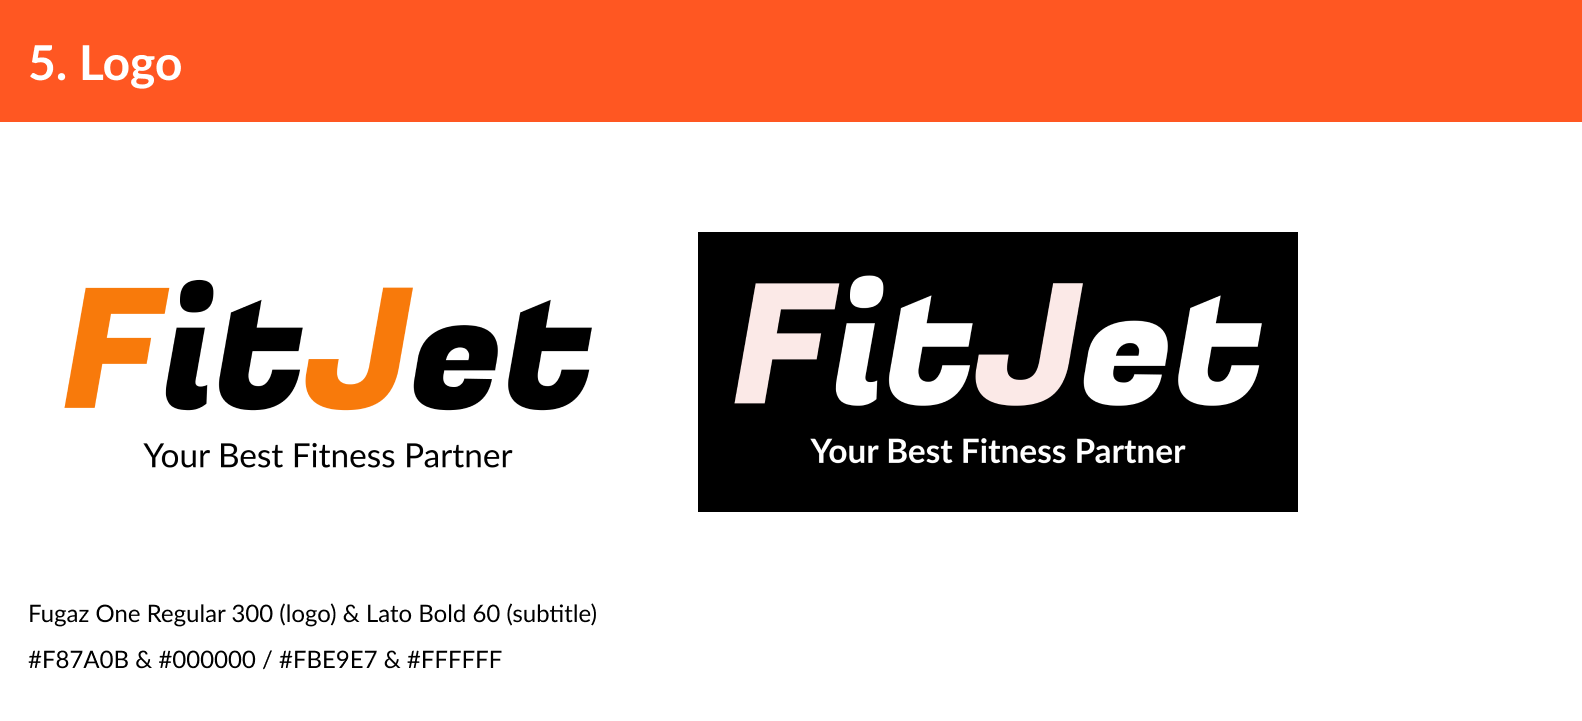 5. Logo
FitJet
Your Best Fitness Partner
FitJet
Your Best Fitness Partner
Fugaz One Regular 300 (logo) & Lato Bold 60 (subtitle)
#F87A0B & #000000 / #FBE9E7 & #FFFFFF